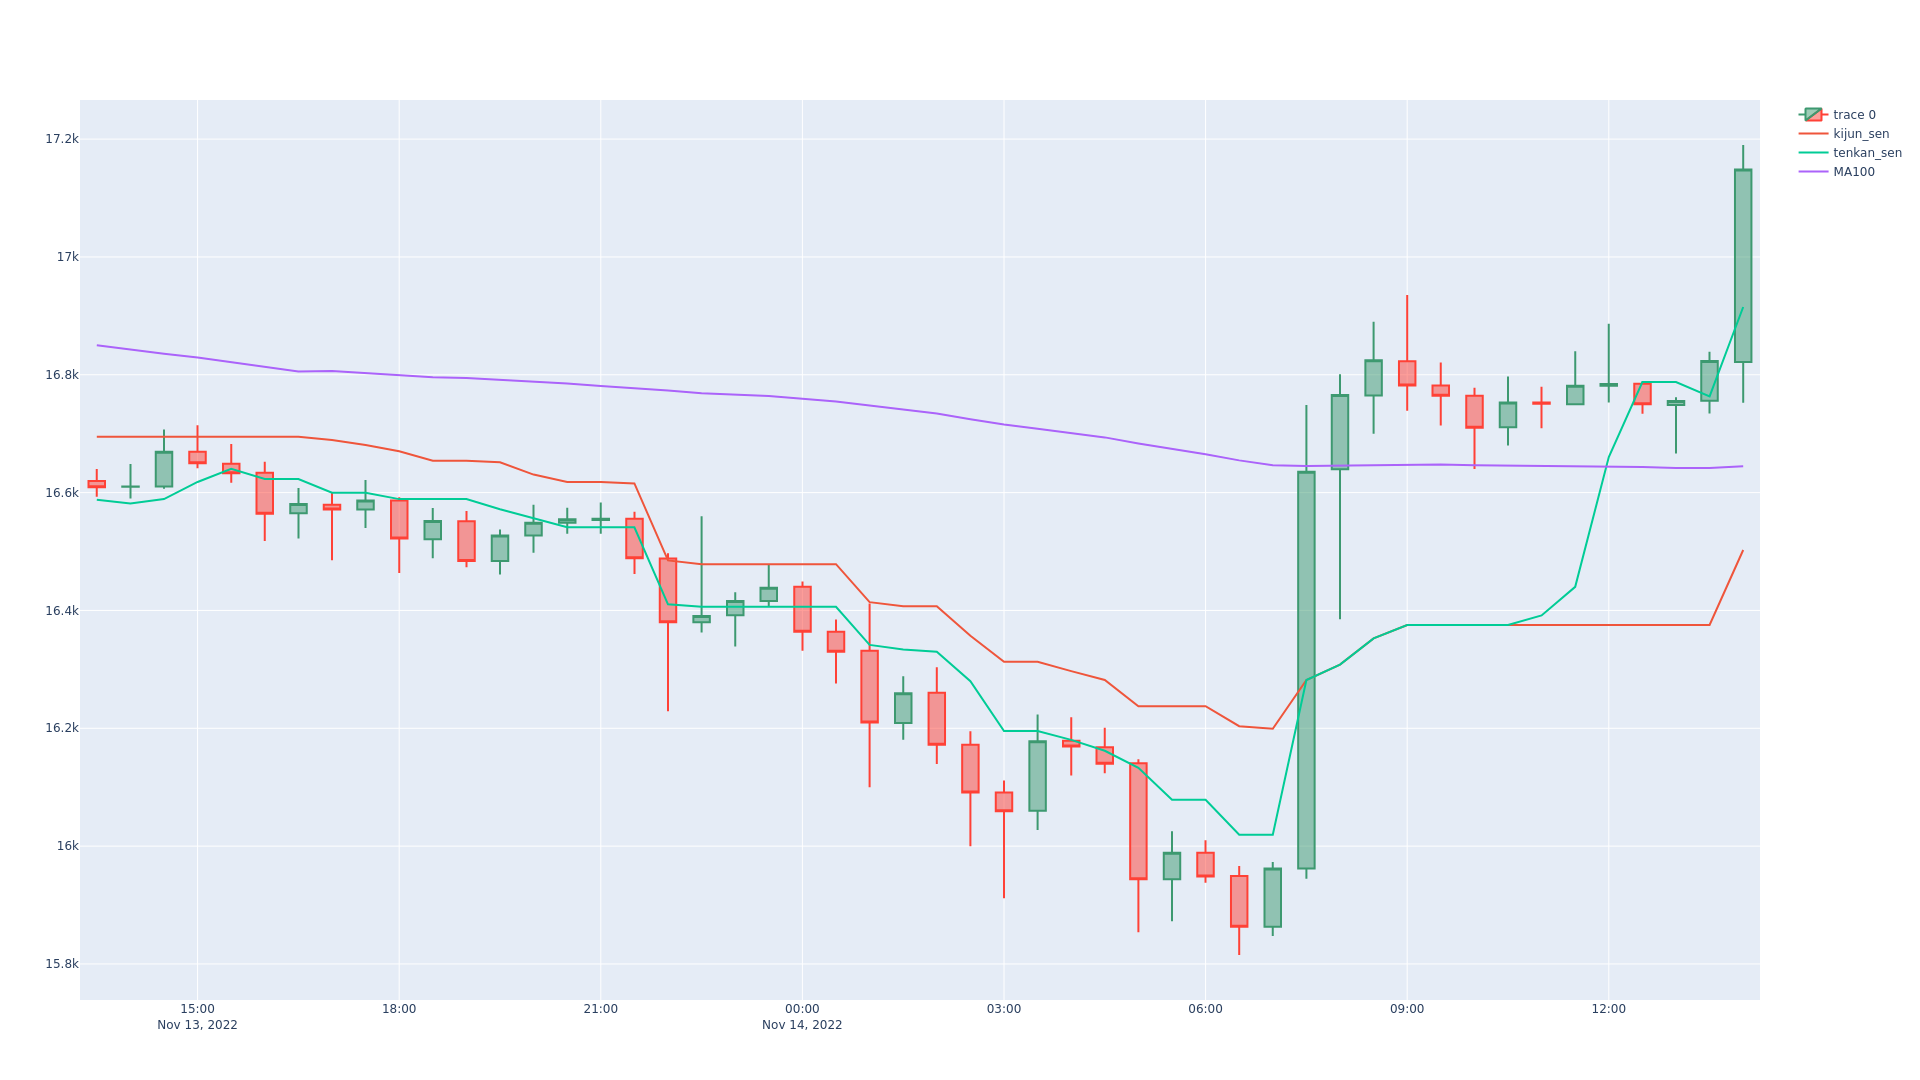 17.2k
17k
16.8k
16.6k
16.4k
16.2k
16k
15.8k
15:00
Nov 13, 2022
18:00
21:00
00:00
Nov 14, 2022
03:00
06:00
09:00
12:00
trace 0
kijun_sen
tenkan_sen
MA100